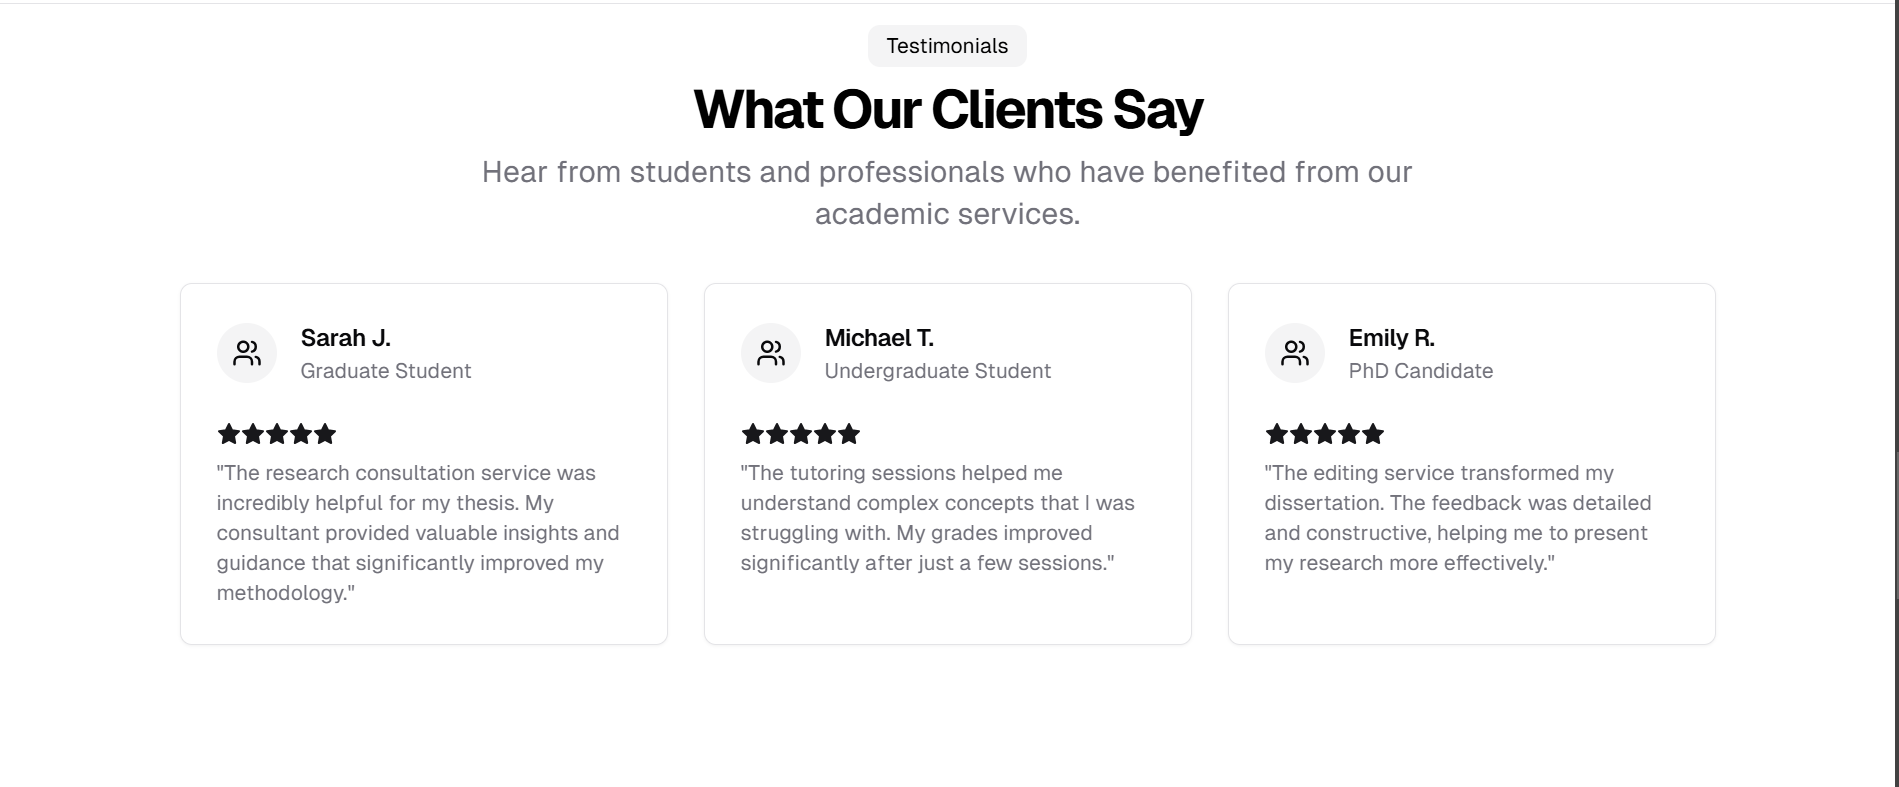 Testimonials
What Our Clients Say
Hear from students and professionals who have benefited from our
academic services.
Sarah J.
Graduate Student
"The research consultation service was
incredibly helpful for my thesis. My
consultant provided valuable insights and
guidance that significantly improved my
methodology."
Michael T.
Undergraduate Student
"The tutoring sessions helped me
understand complex concepts that I was
struggling with. My grades improved
significantly after just a few sessions."
Emily R.
PhD Candidate
"The editing service transformed my
dissertation. The feedback was detailed
and constructive, helping me to present
my research more effectively."